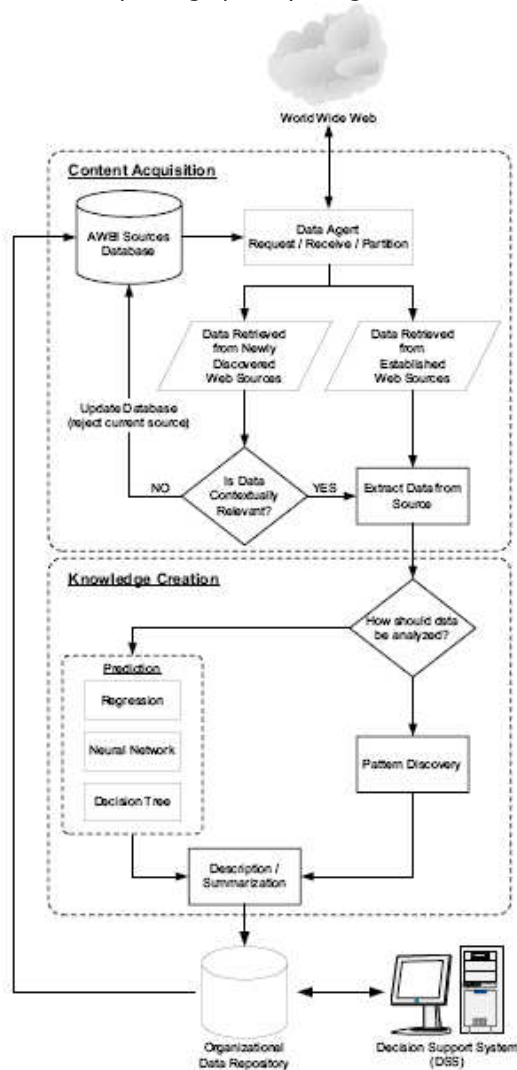 World Wide Web
Content Acquisition
AWBI Sources
Database
Data Agent
Request / Receive / Partition
Data Retrieved
from Newly
Discovered
Web Sources
Data Retrieved
from
Established
Web Sources
Update Database
(reject current source)
NO
Is Data
Contextually
Relevant?
YES
Extract Data from
Source
Knowledge Creation
How should data
be analyzed?
Prediction
Regression
Neural Network
Decision Tree
Pattern Discovery
Description /
Summarization
Organizational
Data Repository
Decision Support System
(DSS)